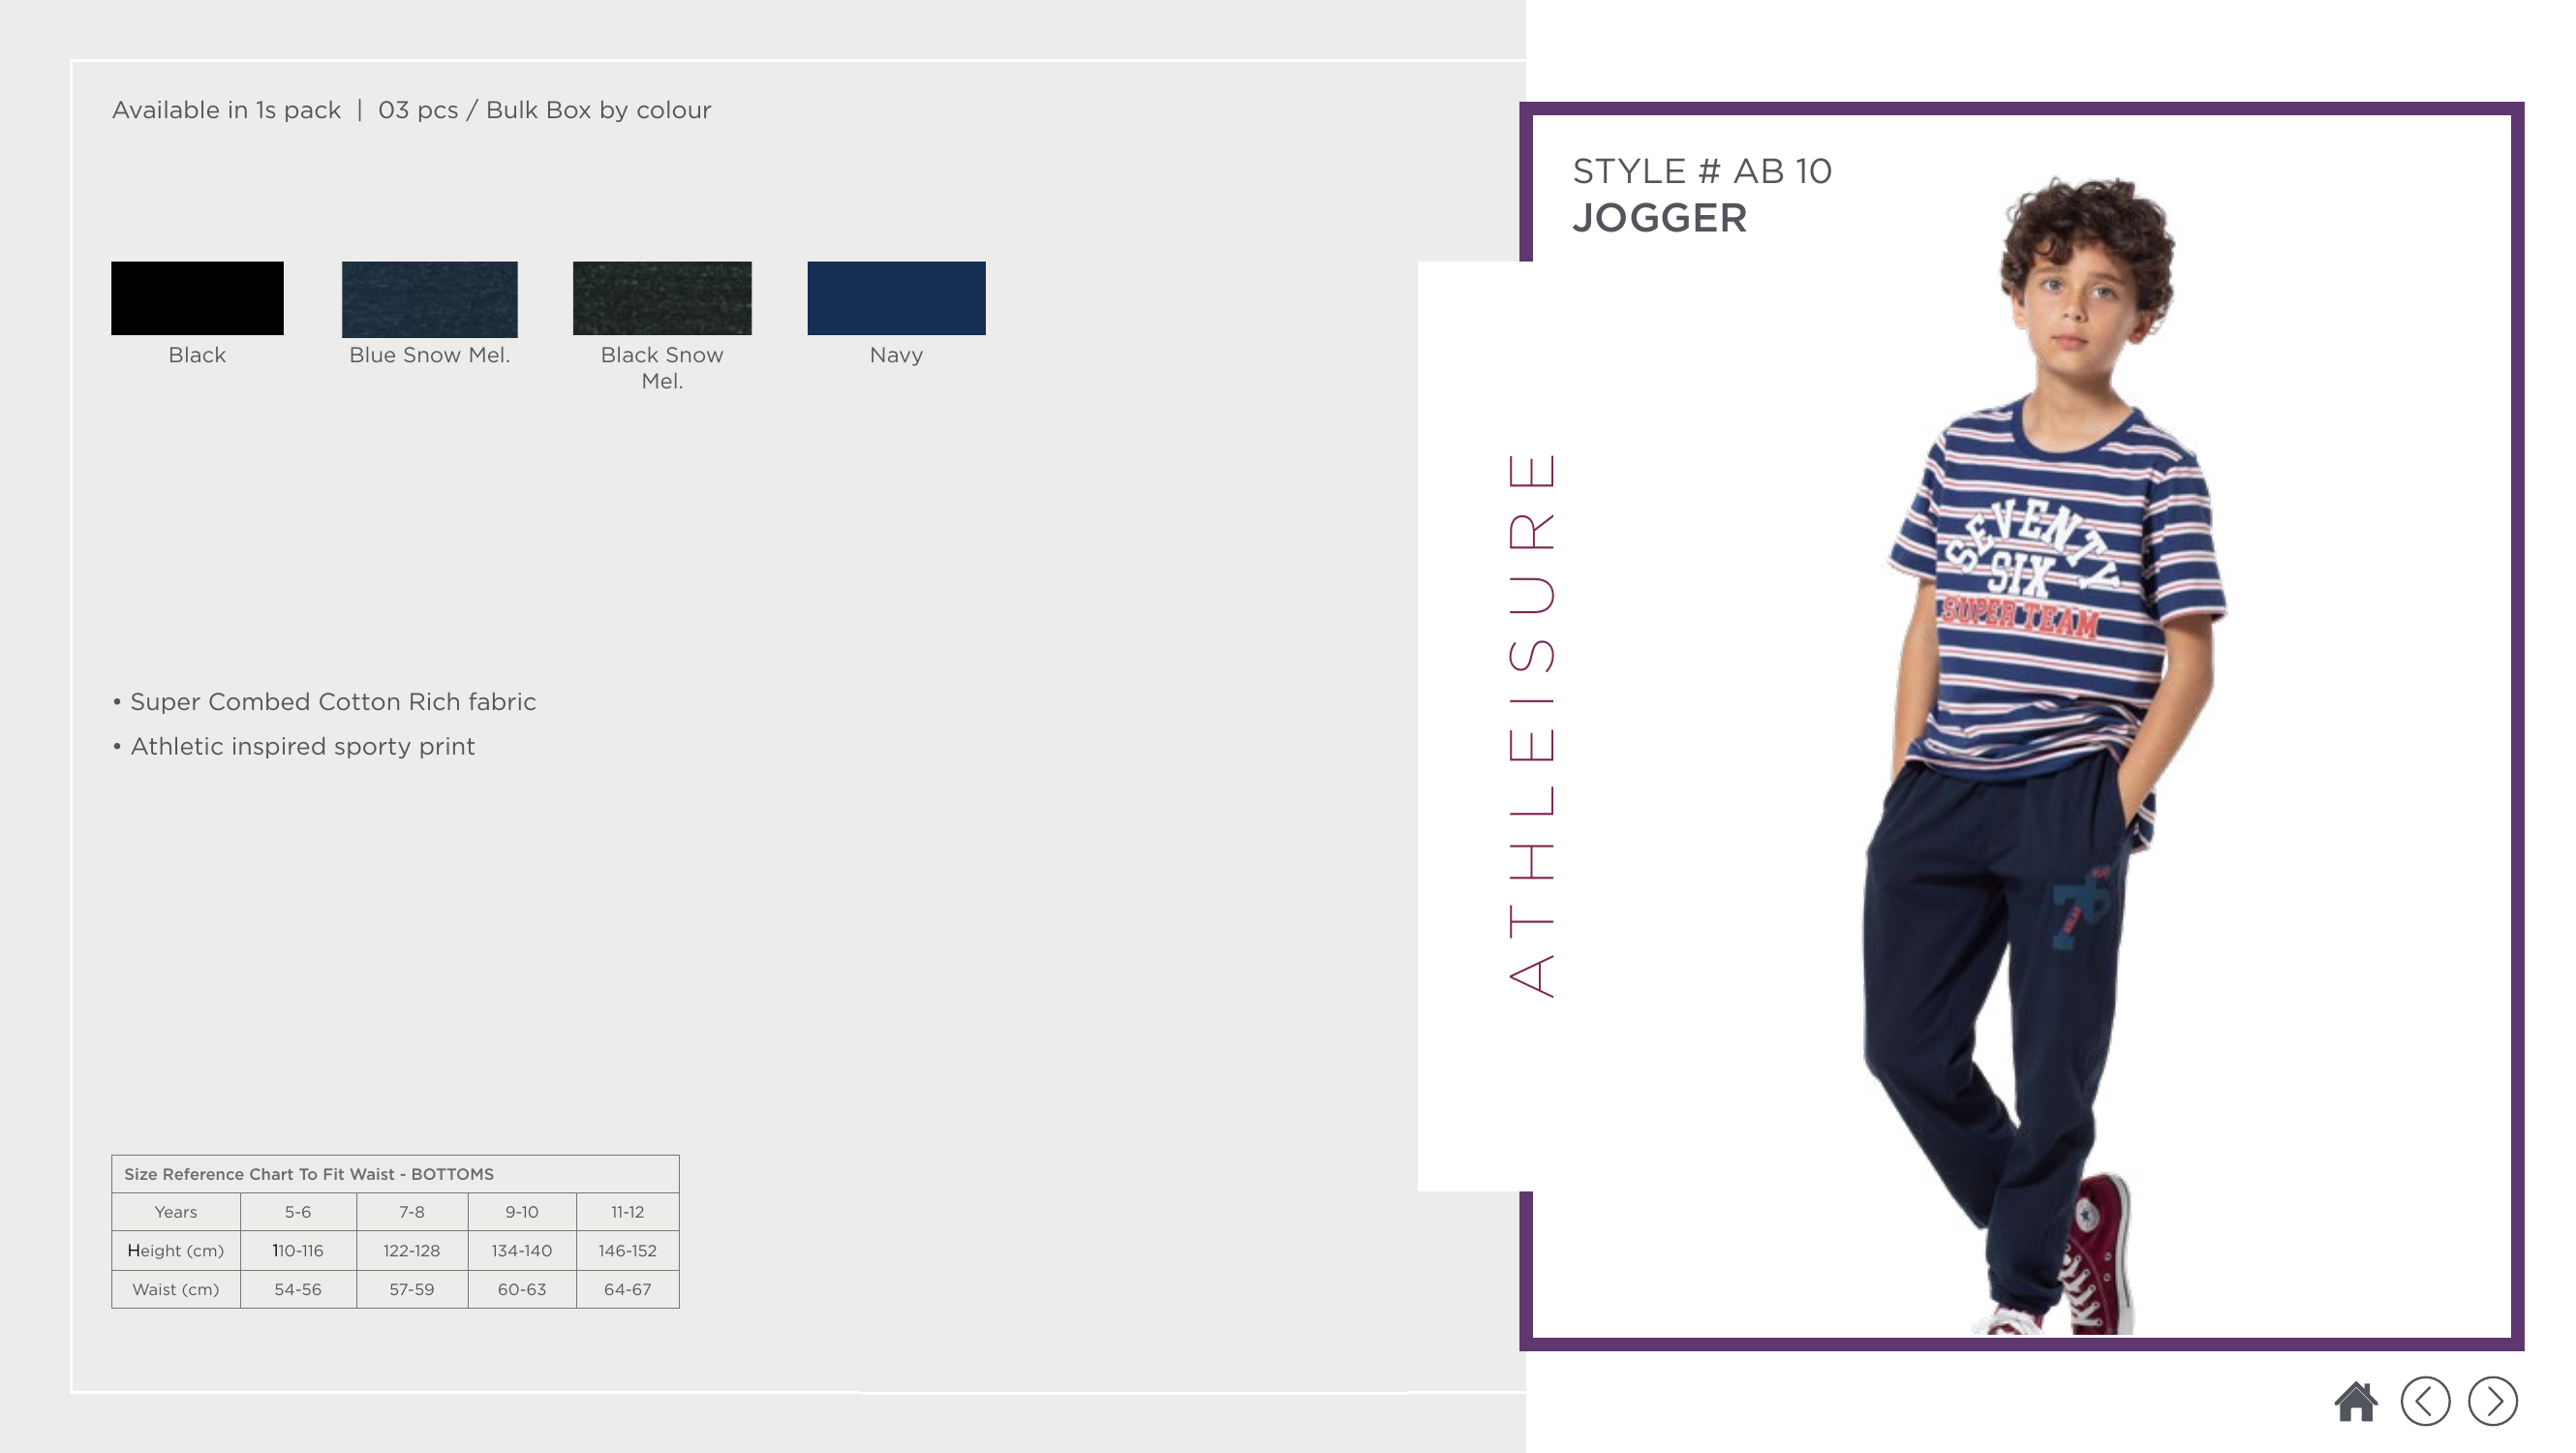 Available in 1s pack | 03 pcs / Bulk Box by colour
Black
Blue Snow Mel.
Black Snow
Mel.
Navy
• Super Combed Cotton Rich fabric
• Athletic inspired sporty print
Size Reference Chart To Fit Waist - BOTTOMS
Years 5-6 7-8 9-10 11-12
Height (cm) 110-116 122-128 134-140 146-152
Waist (cm) 54-56 57-59 60-63 64-67
ATHLEISURE
STYLE # AB 10
JOGGER
SEVENTY
SIX
SUPER TEAM
76